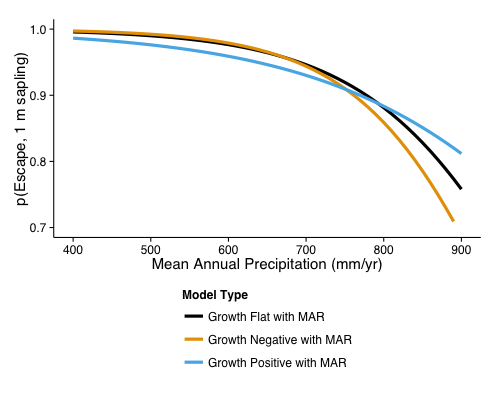 p(Escape, 1 m sapling)
1.0
0.9
0.8
0.7
400 500 600 700 800 900
Mean Annual Precipitation (mm/yr)
Model Type
Growth Flat with MAR
Growth Negative with MAR
Growth Positive with MAR